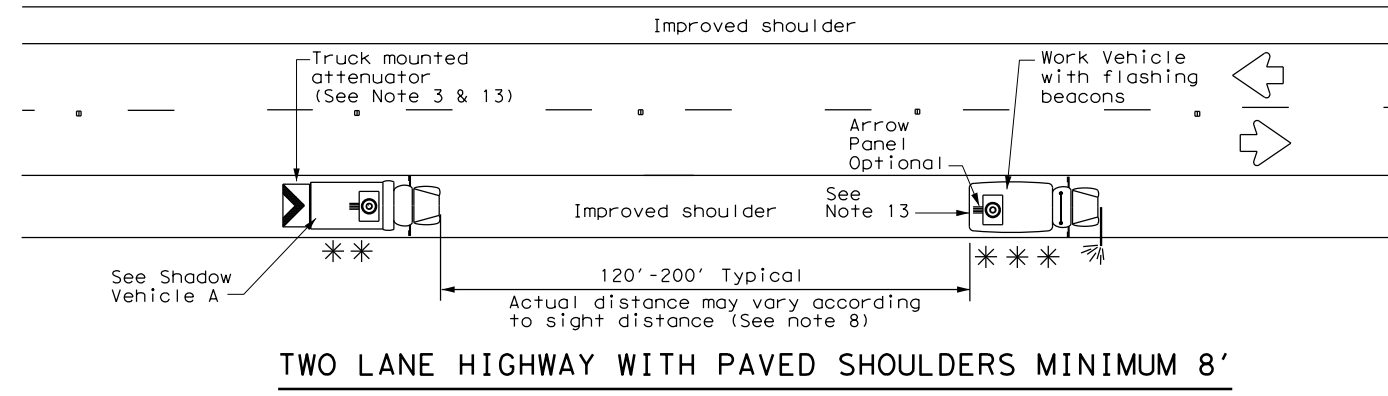 Improved shoulder
Truck mounted
attenuator
(See Note 3 & 13)
Work Vehicle
with flashing
beacons
Arrow
Panel
Optional
See
Note 13
Improved shoulder
See Shadow
Vehicle A
120'-200' Typical
Actual distance may vary according
to sight distance (See note 8)
TWO LANE HIGHWAY WITH PAVED SHOULDERS MINIMUM 8'